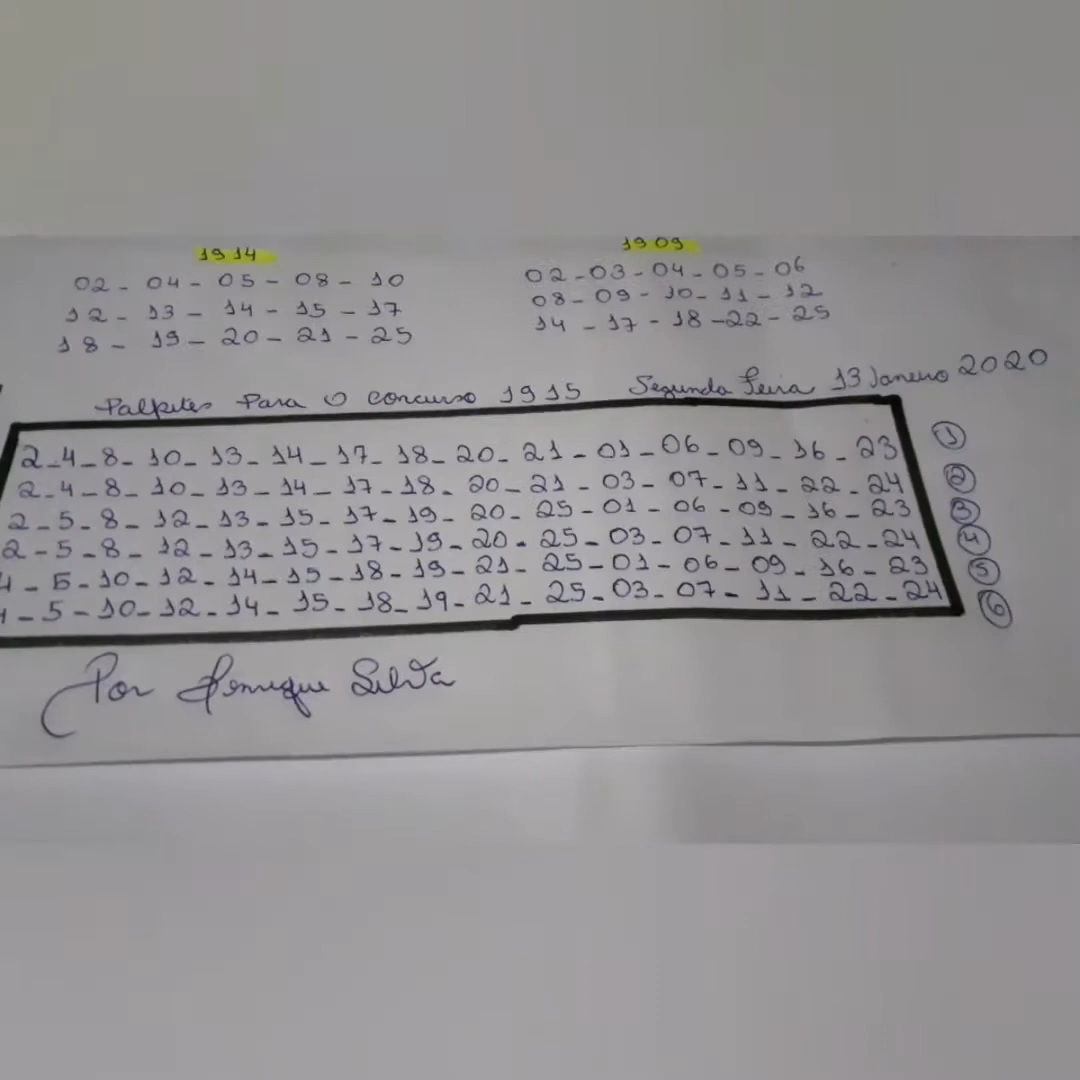 1914
02 - 04 - 05 - 08 - 10
12 - 13 - 14 - 15 - 17
18 - 19 - 20 - 21 - 25
1909
02 - 03 - 04 - 05 - 06
08 - 09 - 10 - 11 - 12
14 - 17 - 18 - 22 - 25
Palpites Para o concurso 1915 Segunda Feira 13 Janeiro 2020
2 - 4 - 8 - 10 - 13 - 14 - 17 - 18 - 20 - 21 - 01 - 06 - 09 - 16 - 23 1
2 - 4 - 8 - 10 - 13 - 14 - 17 - 18 - 20 - 21 - 03 - 07 - 11 - 22 - 24 2
2 - 5 - 8 - 12 - 13 - 15 - 17 - 19 - 20 - 25 - 01 - 06 - 09 - 16 - 23 3
2 - 5 - 8 - 12 - 13 - 15 - 17 - 19 - 20 - 25 - 03 - 07 - 11 - 22 - 24 4
4 - 5 - 10 - 12 - 14 - 15 - 18 - 19 - 21 - 25 - 01 - 06 - 09 - 16 - 23 5
4 - 5 - 10 - 12 - 14 - 15 - 18 - 19 - 21 - 25 - 03 - 07 - 11 - 22 - 24 6
Por Henrique Silva